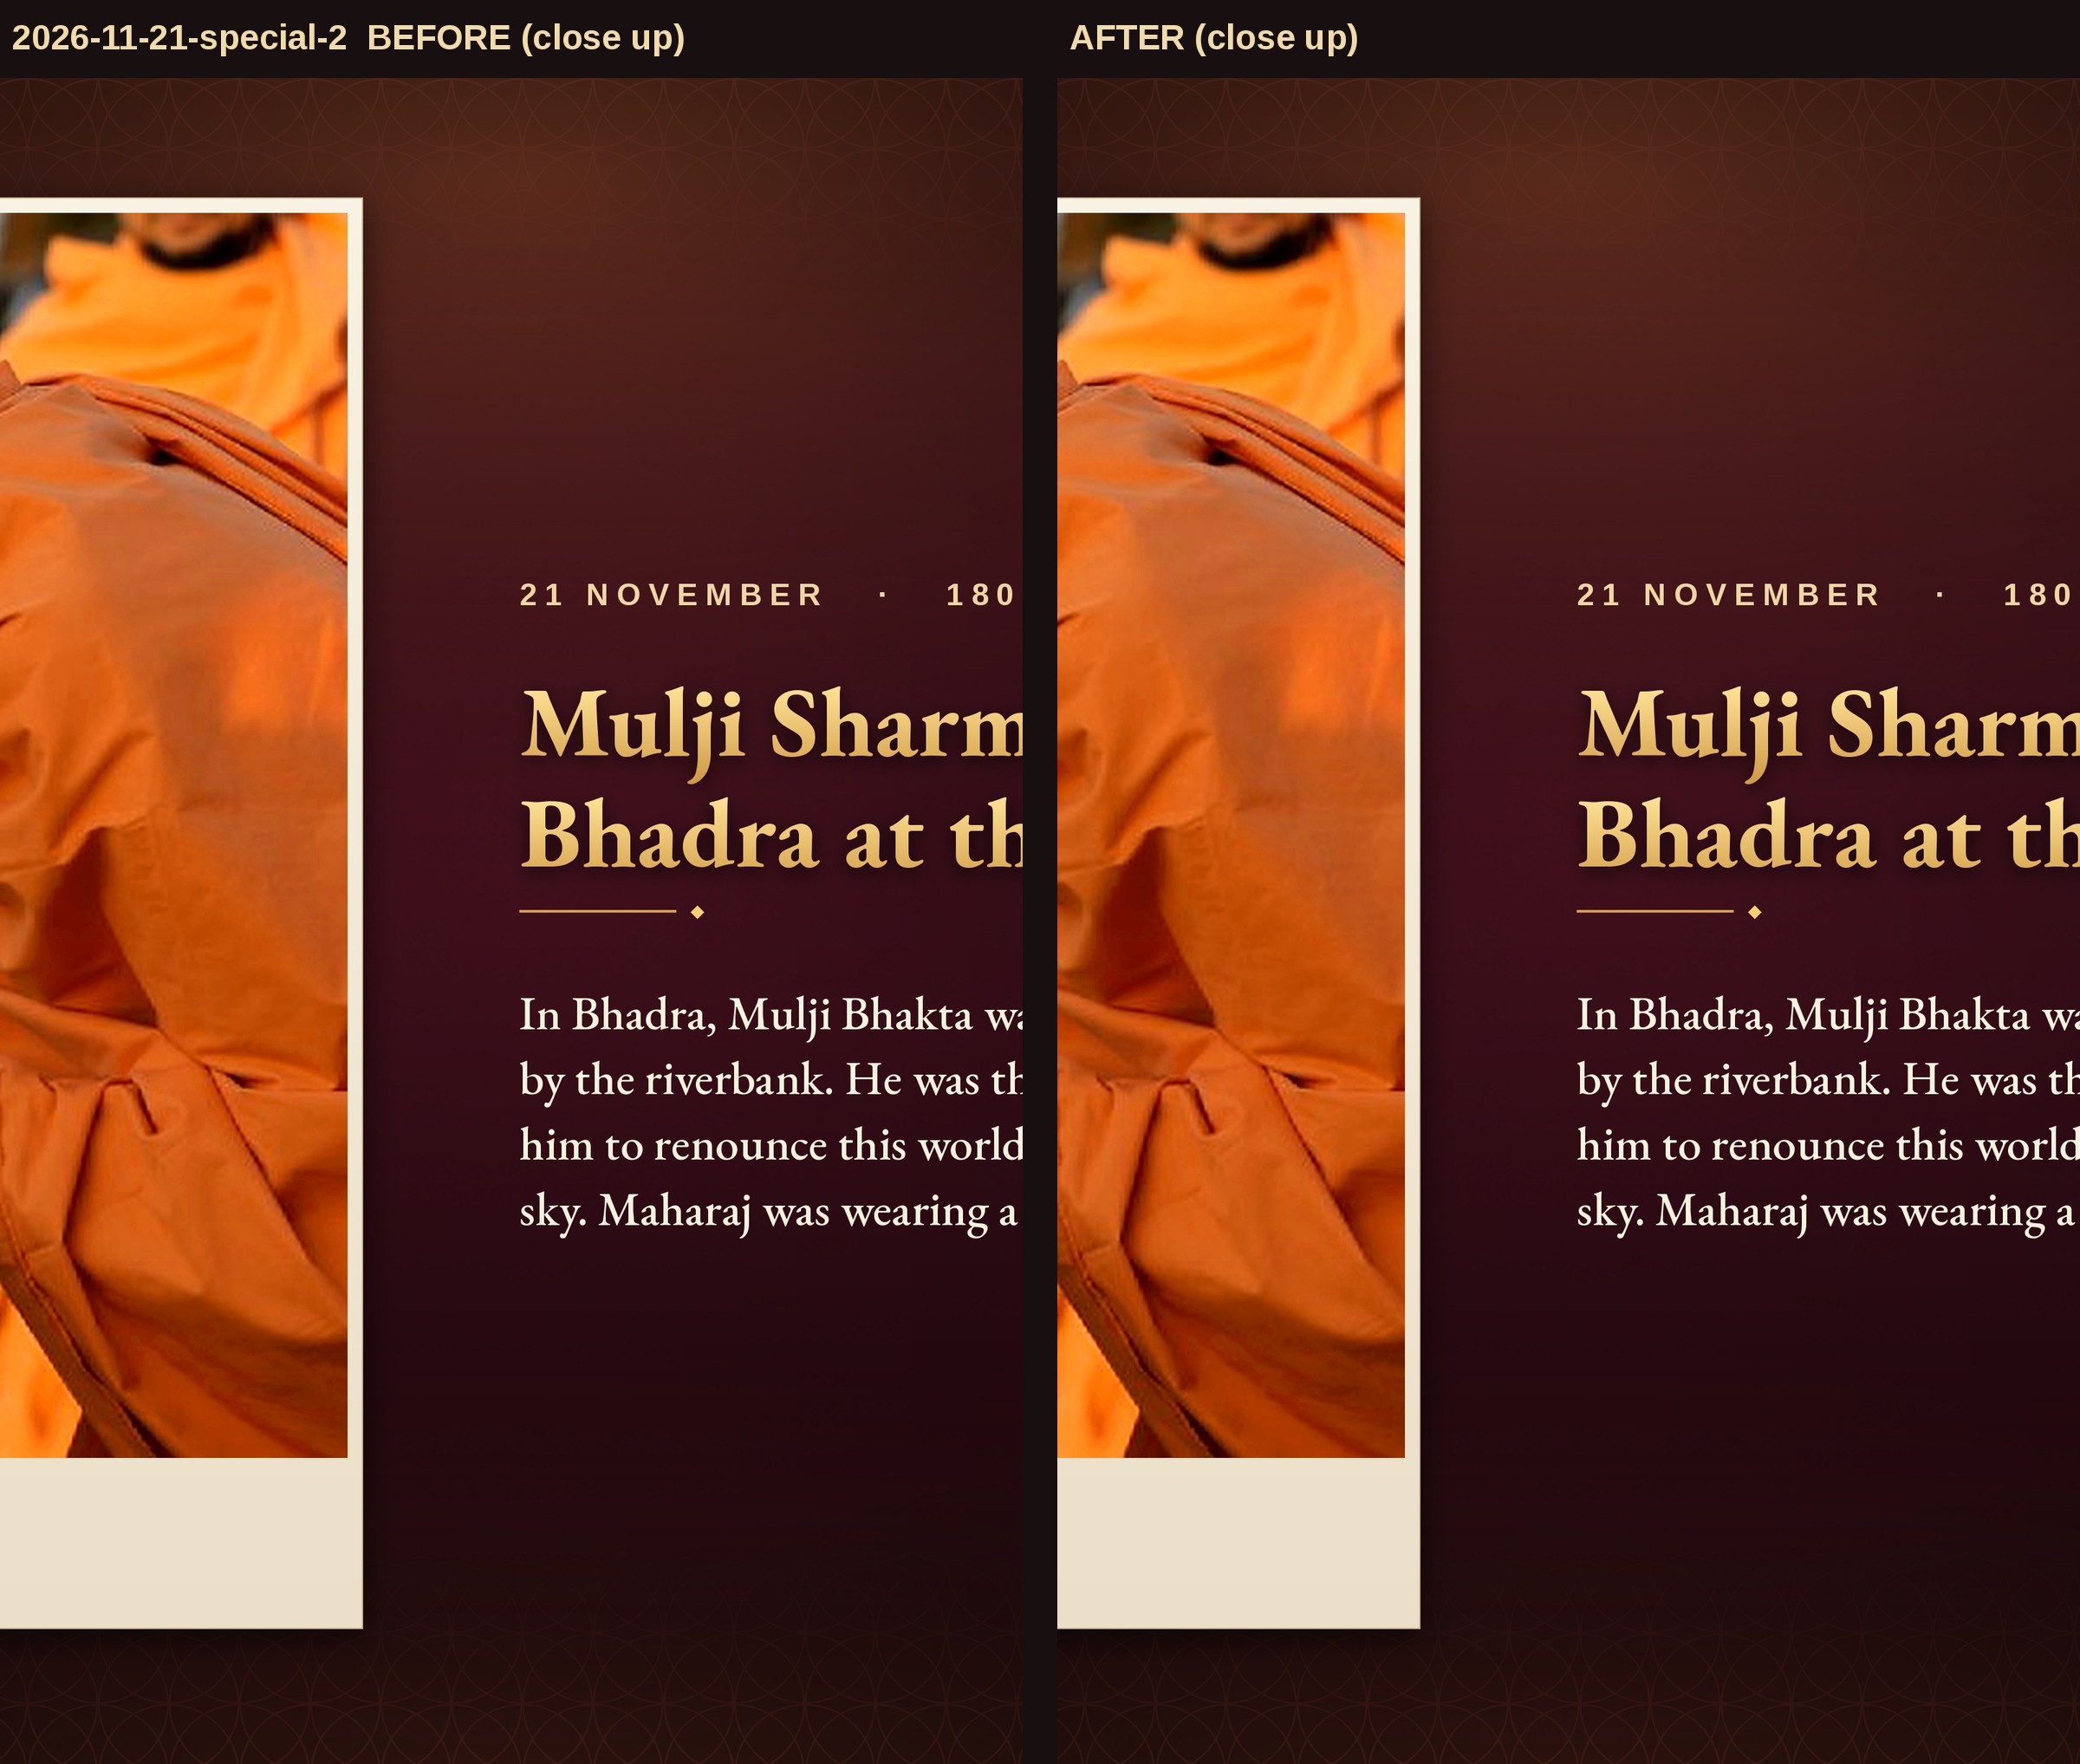 2026-11-21-special-2 BEFORE (close up)
21 NOVEMBER · 180
Mulji Sharm
Bhadra at th
In Bhadra, Mulji Bhakta wa
by the riverbank. He was th
him to renounce this world
sky. Maharaj was wearing a
AFTER (close up)
21 NOVEMBER · 180
Mulji Sharm
Bhadra at th
In Bhadra, Mulji Bhakta wa
by the riverbank. He was th
him to renounce this world
sky. Maharaj was wearing a